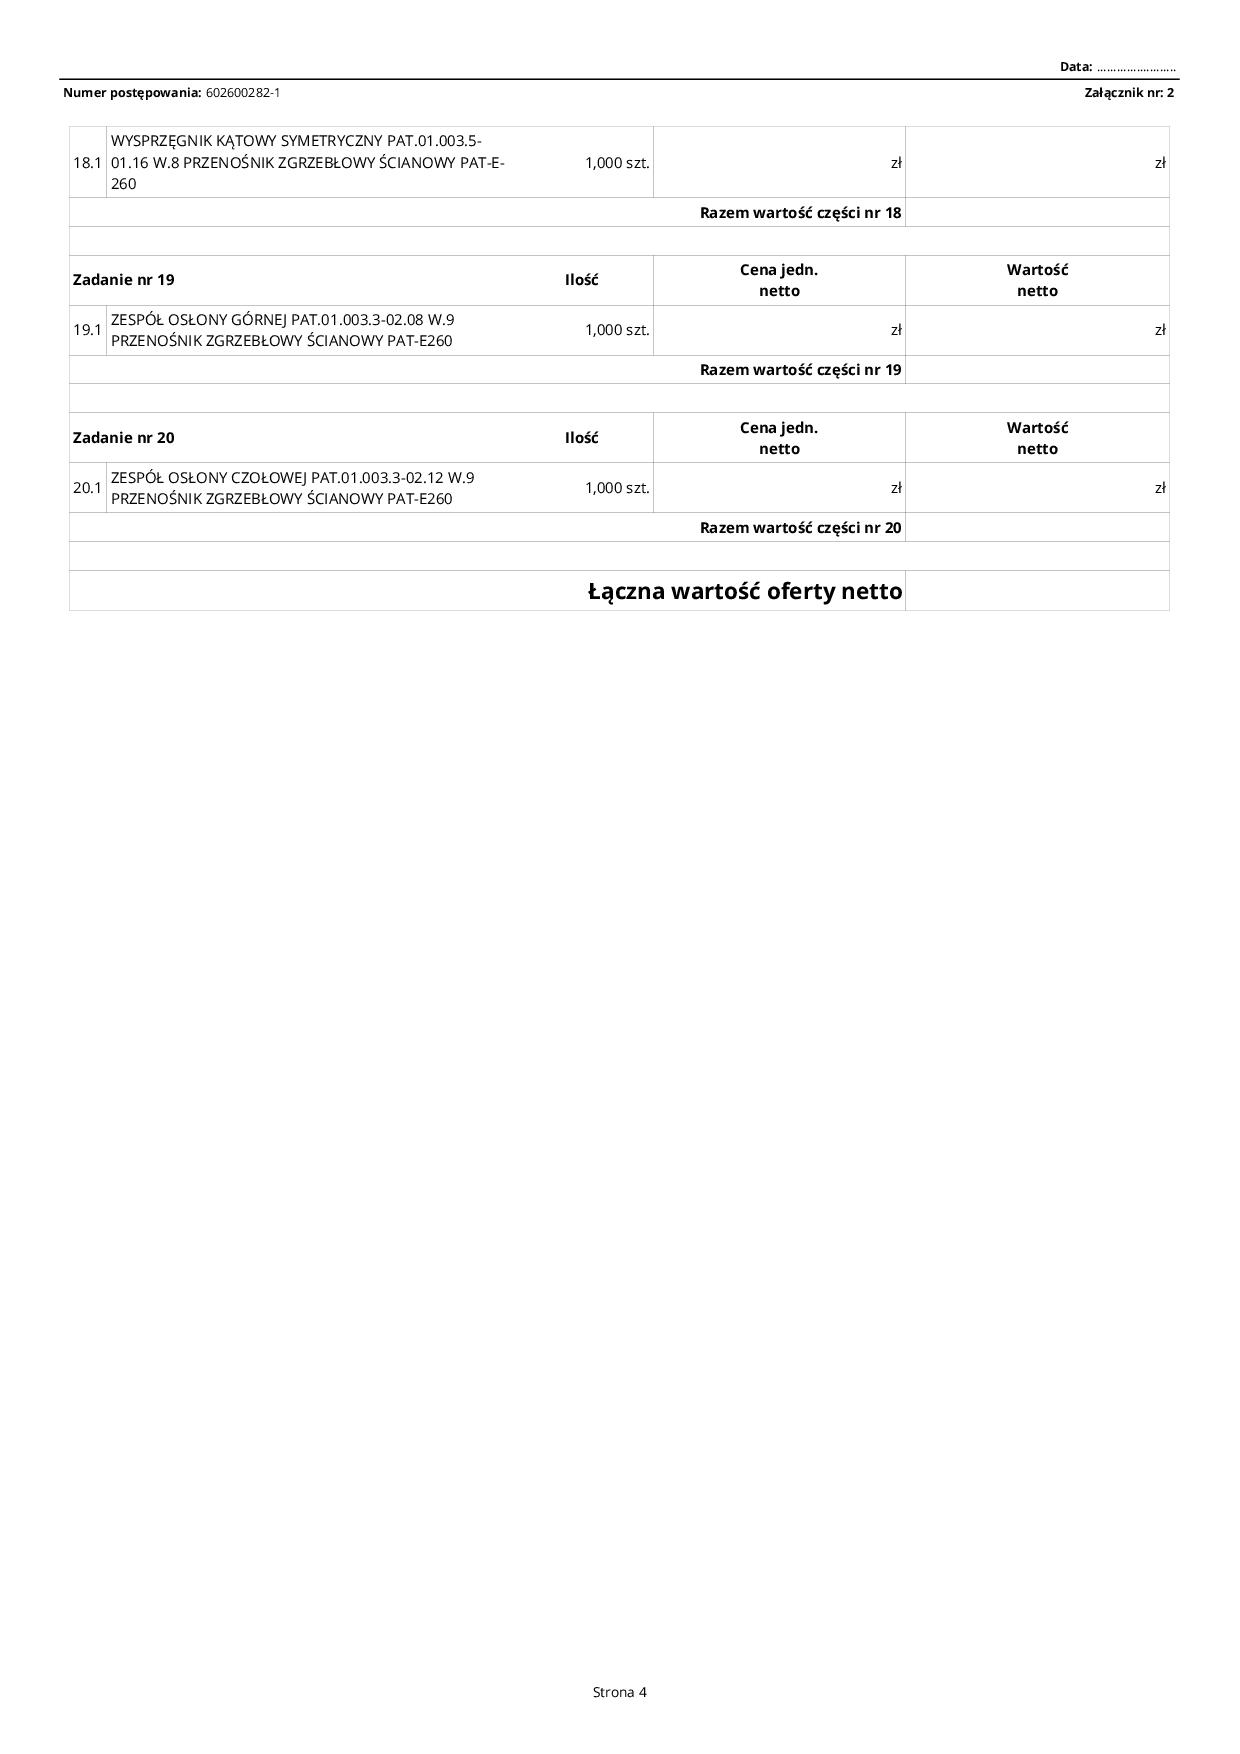 Data: ........................
Numer postępowania: 602600282-1 Załącznik nr: 2
WYSPRZĘGNIK KĄTOWY SYMETRYCZNY PAT.01.003.5-
18.1 01.16 W.8 PRZENOŚNIK ZGRZEBŁOWY ŚCIANOWY PAT-E- 1,000 szt. zł zł
260
Razem wartość części nr 18
Zadanie nr 19 Ilość Cena jedn. Wartość
netto netto
19.1 ZESPÓŁ OSŁONY GÓRNEJ PAT.01.003.3-02.08 W.9 1,000 szt. zł zł
PRZENOŚNIK ZGRZEBŁOWY ŚCIANOWY PAT-E260
Razem wartość części nr 19
Zadanie nr 20 Ilość Cena jedn. Wartość
netto netto
20.1 ZESPÓŁ OSŁONY CZOŁOWEJ PAT.01.003.3-02.12 W.9 1,000 szt. zł zł
PRZENOŚNIK ZGRZEBŁOWY ŚCIANOWY PAT-E260
Razem wartość części nr 20
Łączna wartość oferty netto
Strona 4